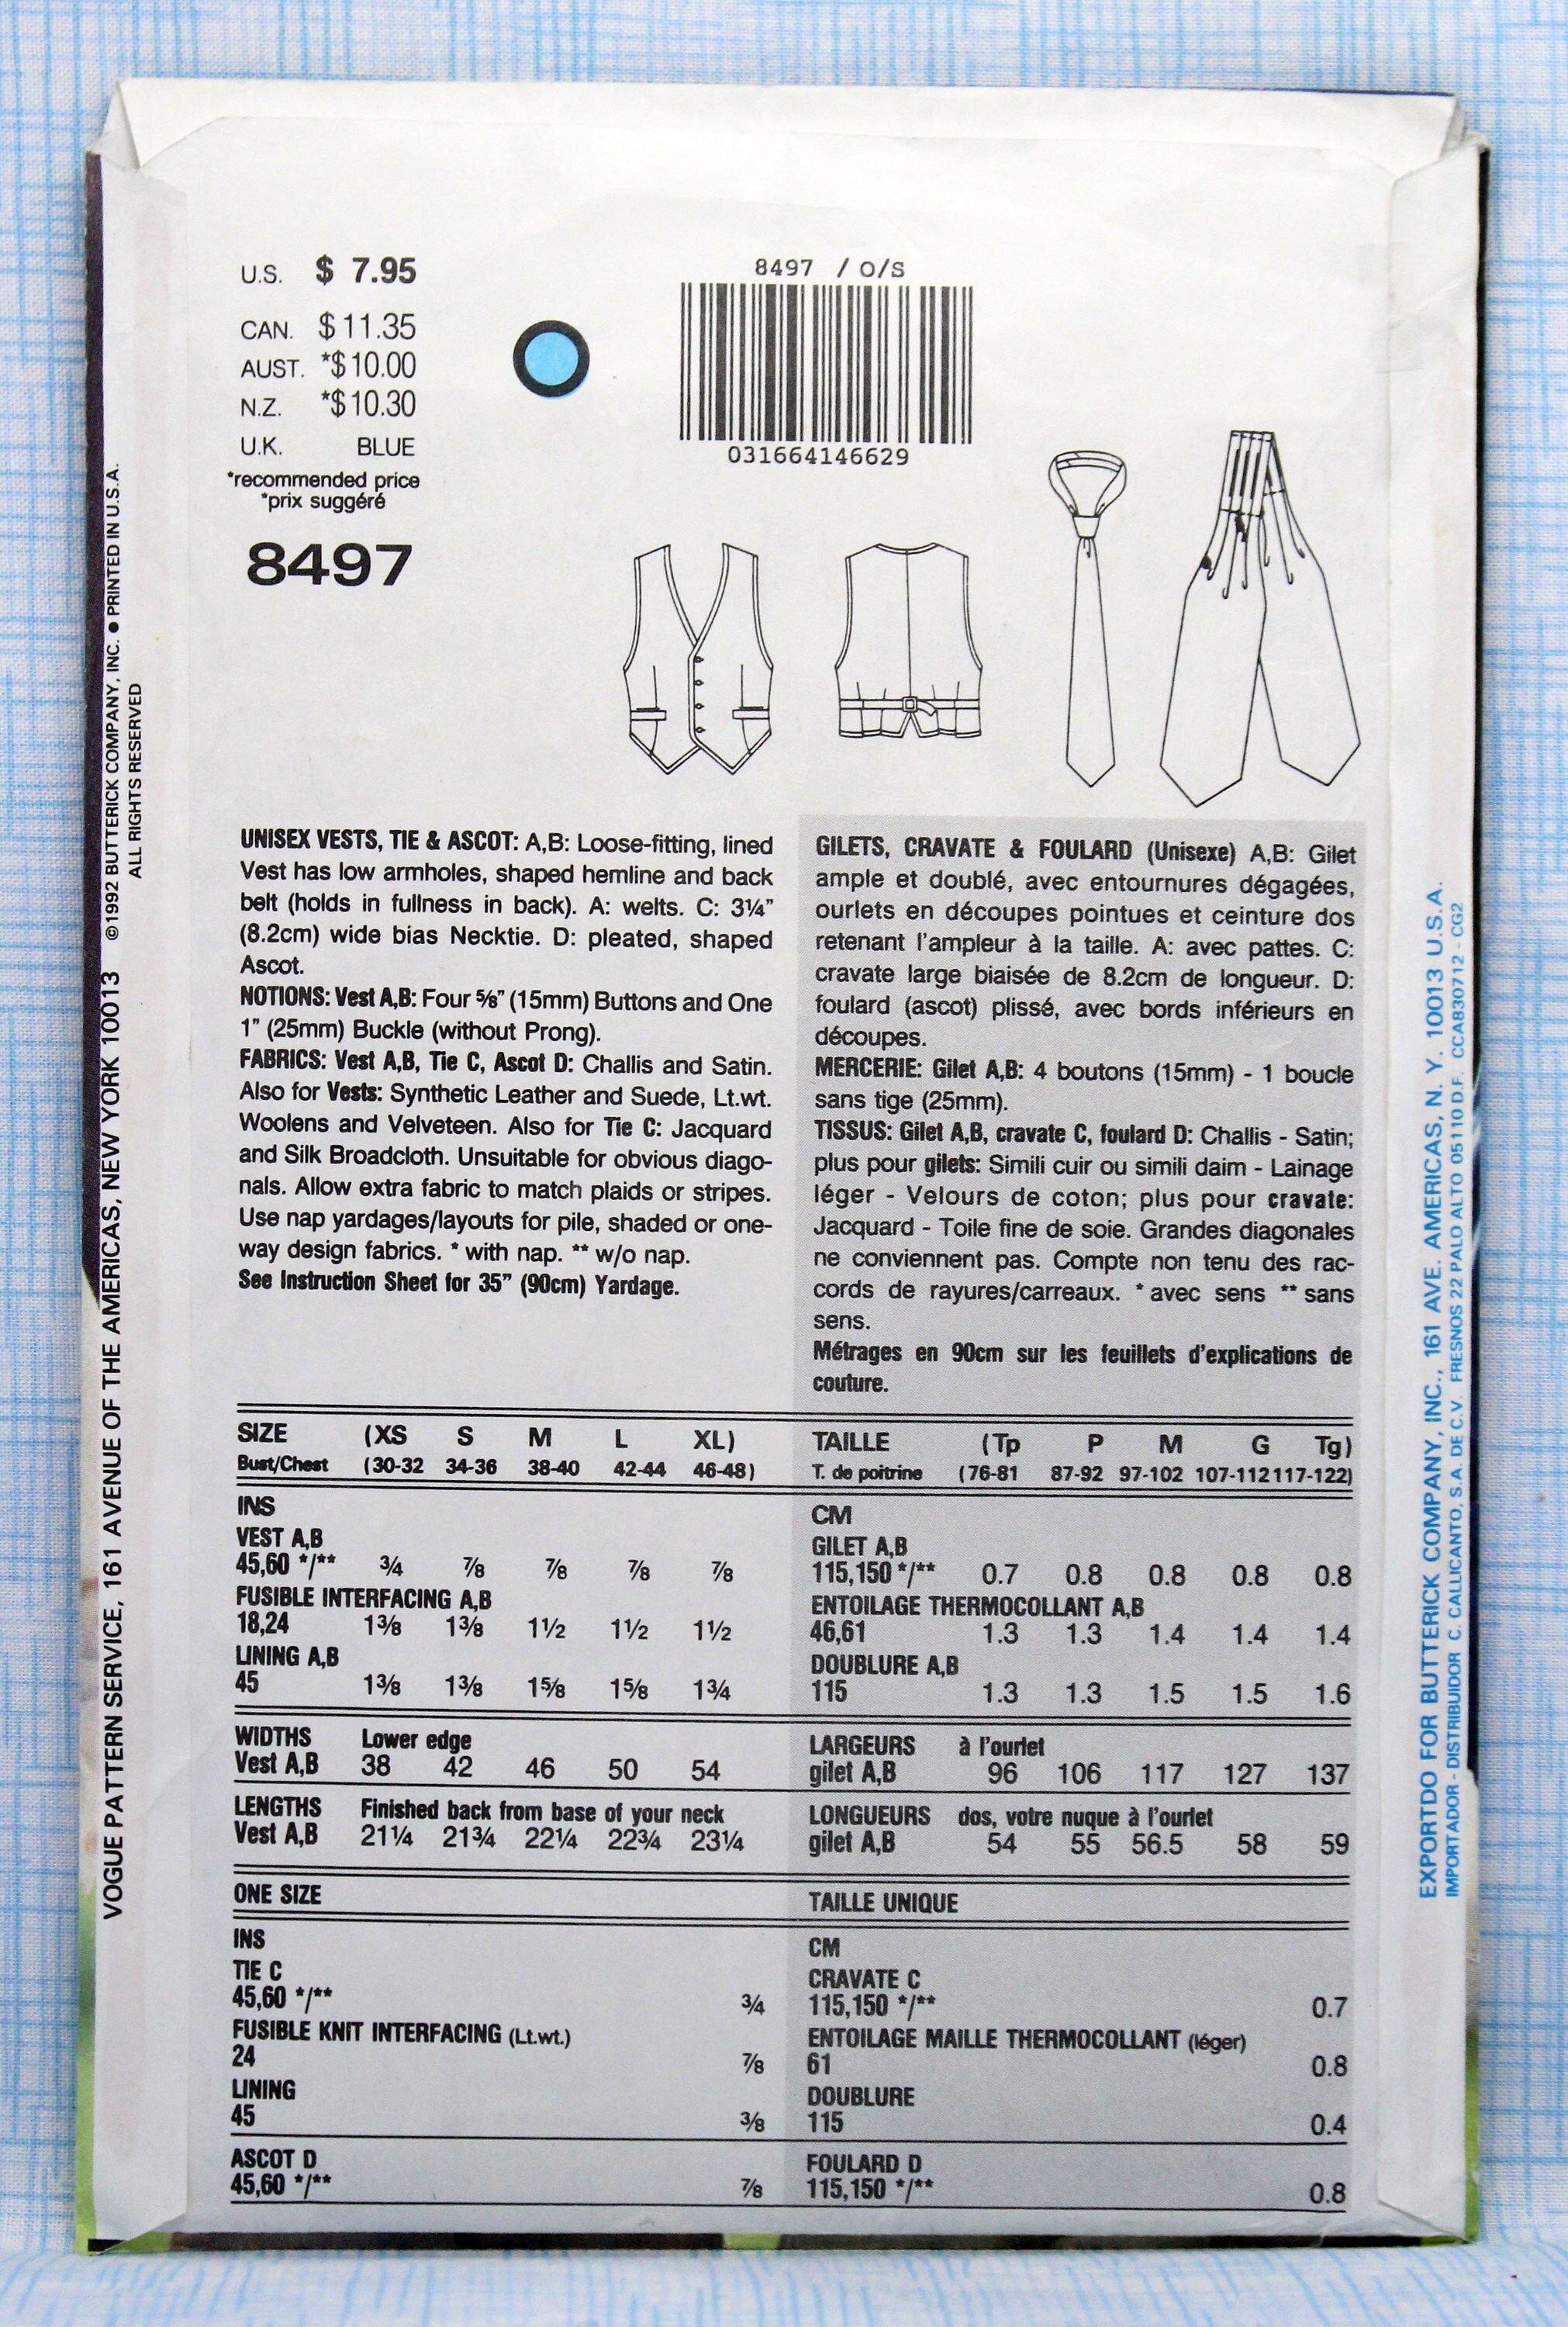 U.S. $ 7.95
CAN. $11.35
AUST. *$10.00
N.Z. *$10.30
U.K. BLUE
*recommended price
*prix suggéré
8497
8497 / O/S
031664146629
UNISEX VESTS, TIE & ASCOT: A,B: Loose-fitting, lined
Vest has low armholes, shaped hemline and back
belt (holds in fullness in back). A: welts. C: 3¼"
(8.2cm) wide bias Necktie. D: pleated, shaped
Ascot.
NOTIONS: Vest A,B: Four ⅝" (15mm) Buttons and One
1" (25mm) Buckle (without Prong).
FABRICS: Vest A,B, Tie C, Ascot D: Challis and Satin.
Also for Vests: Synthetic Leather and Suede, Lt.wt.
Woolens and Velveteen. Also for Tie C: Jacquard
and Silk Broadcloth. Unsuitable for obvious diago-
nals. Allow extra fabric to match plaids or stripes.
Use nap yardages/layouts for pile, shaded or one-
way design fabrics. * with nap. ** w/o nap.
See Instruction Sheet for 35" (90cm) Yardage.
GILETS, CRAVATE & FOULARD (Unisexe) A,B: Gilet
ample et doublé, avec entournures dégagées,
ourlets en découpes pointues et ceinture dos
retenant l'ampleur à la taille. A: avec pattes. C:
cravate large biaisée de 8.2cm de longueur. D:
foulard (ascot) plissé, avec bords inférieurs en
découpes.
MERCERIE: Gilet A,B: 4 boutons (15mm) - 1 boucle
sans tige (25mm).
TISSUS: Gilet A,B, cravate C, foulard D: Challis - Satin;
plus pour gilets: Simili cuir ou simili daim - Lainage
léger - Velours de coton; plus pour cravate:
Jacquard - Toile fine de soie. Grandes diagonales
ne conviennent pas. Compte non tenu des rac-
cords de rayures/carreaux. * avec sens ** sans
sens.
Métrages en 90cm sur les feuillets d'explications de
couture.
SIZE (XS S M L XL)
Bust/Chest (30-32 34-36 38-40 42-44 46-48)
INS
VEST A,B
45,60 */** ¾ ⅞ ⅞ ⅞ ⅞
FUSIBLE INTERFACING A,B
18,24 1⅜ 1⅜ 1½ 1½ 1½
LINING A,B
45 1⅜ 1⅜ 1⅝ 1⅝ 1¾
WIDTHS Lower edge
Vest A,B 38 42 46 50 54
LENGTHS Finished back from base of your neck
Vest A,B 21¼ 21¾ 22¼ 22¾ 23¼
ONE SIZE
INS
TIE C
45,60 */** ¾
FUSIBLE KNIT INTERFACING (Lt.wt.)
24 ⅞
LINING
45 ⅜
ASCOT D
45,60 */** ⅞
TAILLE (Tp P M G Tg)
T. de poitrine (76-81 87-92 97-102 107-112 117-122)
CM
GILET A,B
115,150 */** 0.7 0.8 0.8 0.8 0.8
ENTOILAGE THERMOCOLLANT A,B
46,61 1.3 1.3 1.4 1.4 1.4
DOUBLURE A,B
115 1.3 1.3 1.5 1.5 1.6
LARGEURS à l'ourlet
gilet A,B 96 106 117 127 137
LONGUEURS dos, votre nuque à l'ourlet
gilet A,B 54 55 56.5 58 59
TAILLE UNIQUE
CM
CRAVATE C
115,150 */** 0.7
ENTOILAGE MAILLE THERMOCOLLANT (léger)
61 0.8
DOUBLURE
115 0.4
FOULARD D
115,150 */** 0.8
VOGUE PATTERN SERVICE, 161 AVENUE OF THE AMERICAS, NEW YORK 10013 ©1992 BUTTERICK COMPANY, INC. ● PRINTED IN U.S.A.
ALL RIGHTS RESERVED
EXPORTDO FOR BUTTERICK COMPANY, INC., 161 AVE. AMERICAS, N. Y. 10013 U.S.A.
IMPORTADOR - DISTRIBUIDOR C. CALLICANTO, S.A. DE C.V. FRESNOS 22 PALO ALTO 05110 D.F. CCA830712 - CG2